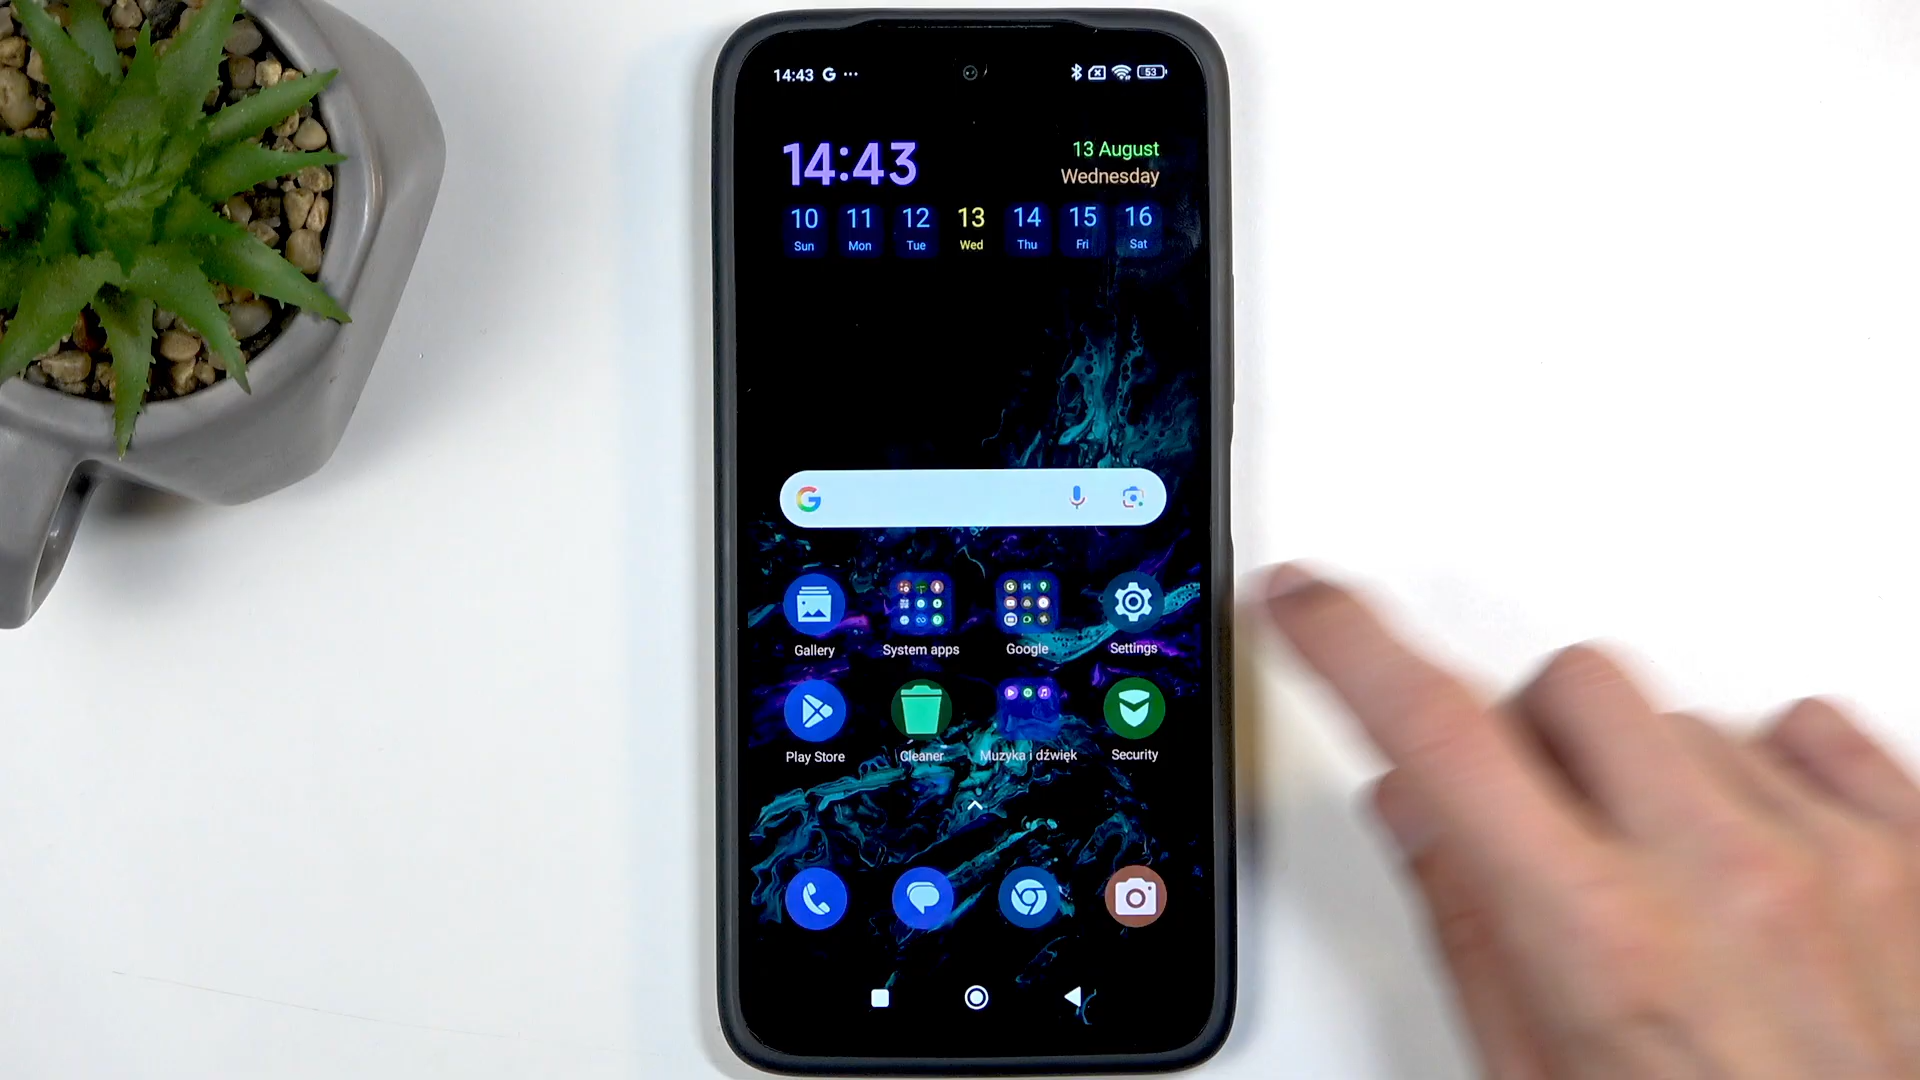 14:43 G ... 53
14:43
13 August
Wednesday
10 11 12 13 14 15 16
Sun Mon Tue Wed Thu Fri Sat
G
Gallery System apps Google Settings
Play Store Cleaner Muzyka i dźwięk Security